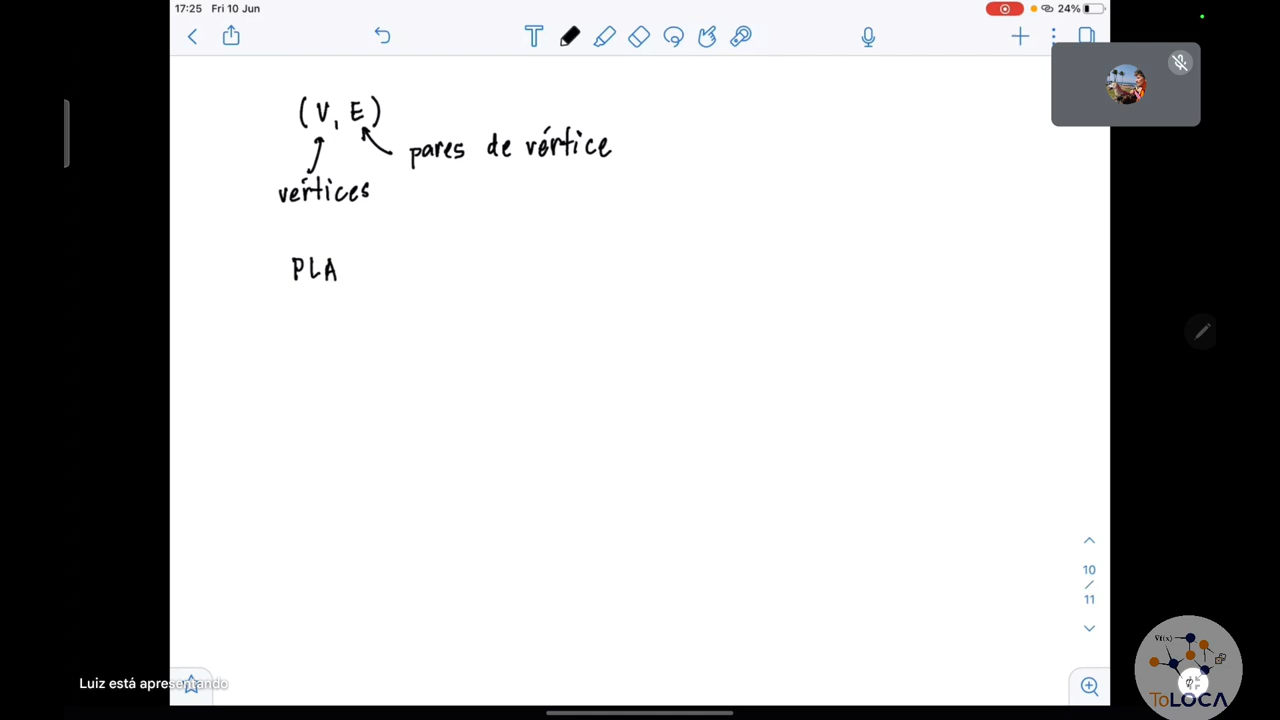 17:25 Fri 10 Jun
24%
T
(V, E)
pares de vértice
vértices
PLA
10
/
11
Luiz está apresentando
∇f(x)
ToLOCA